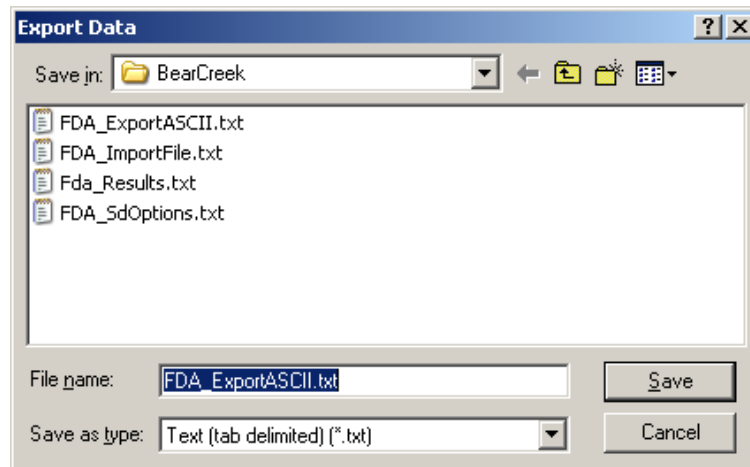 Export Data
Save in: BearCreek
FDA_ExportASCII.txt
FDA_ImportFile.txt
Fda_Results.txt
FDA_SdOptions.txt
File name: FDA_ExportASCII.txt Save
Save as type: Text (tab delimited) (*.txt) Cancel